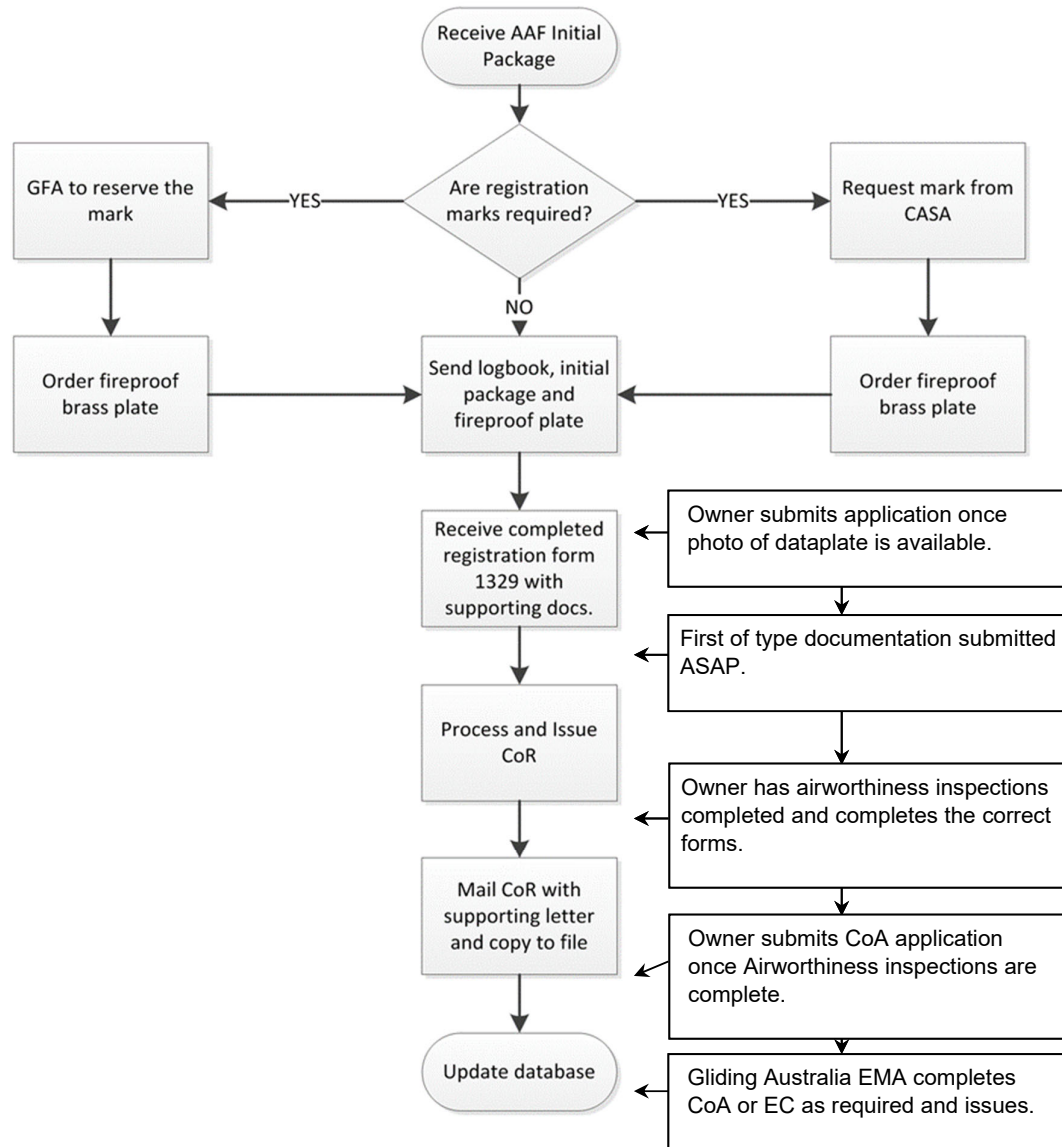 Receive AAF Initial
Package
Are registration
marks required?
YES
YES
NO
GFA to reserve the
mark
Request mark from
CASA
Order fireproof
brass plate
Send logbook, initial
package and
fireproof plate
Order fireproof
brass plate
Receive completed
registration form
1329 with
supporting docs.
Owner submits application once
photo of dataplate is available.
First of type documentation submitted
ASAP.
Process and Issue
CoR
Owner has airworthiness inspections
completed and completes the correct
forms.
Mail CoR with
supporting letter
and copy to file
Owner submits CoA application
once Airworthiness inspections are
complete.
Update database
Gliding Australia EMA completes
CoA or EC as required and issues.